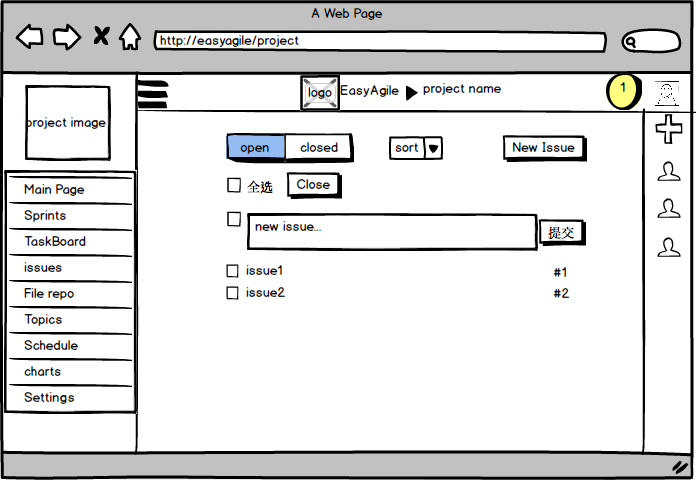 A Web Page
http://easyagile/project
logo
EasyAgile
project name
1
project image
Main Page
Sprints
TaskBoard
issues
File repo
Topics
Schedule
charts
Settings
open
closed
sort
New Issue
全选
Close
new issue...
提交
issue1
#1
issue2
#2